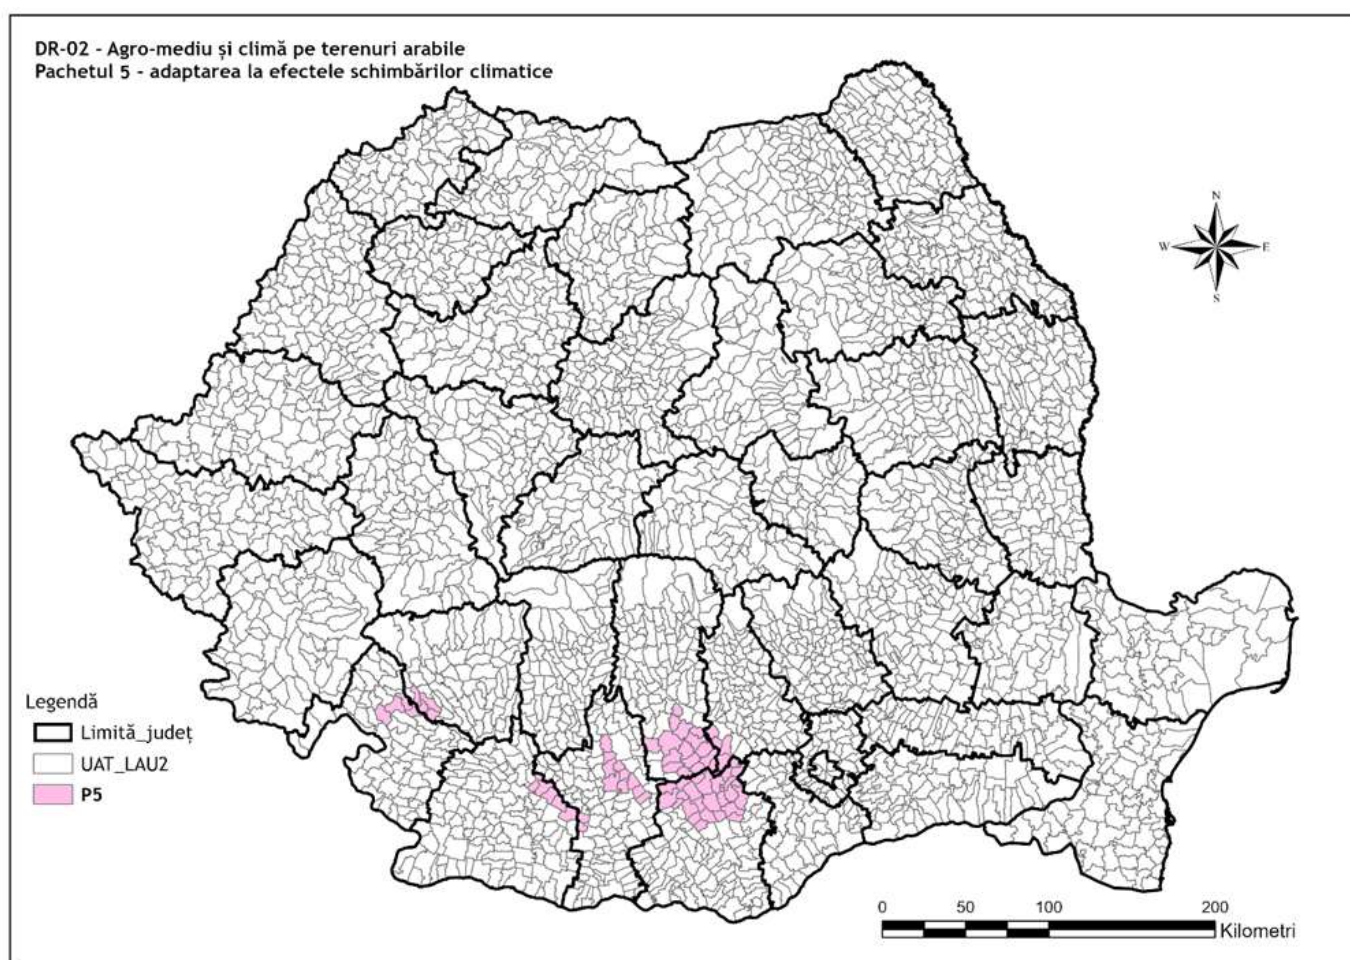 DR-02 - Agro-mediu și climă pe terenuri arabile
Pachetul 5 - adaptarea la efectele schimbărilor climatice
N
W
E
S
Legendă
Limită_județ
UAT_LAU2
P5
0 50 100 200
Kilometri